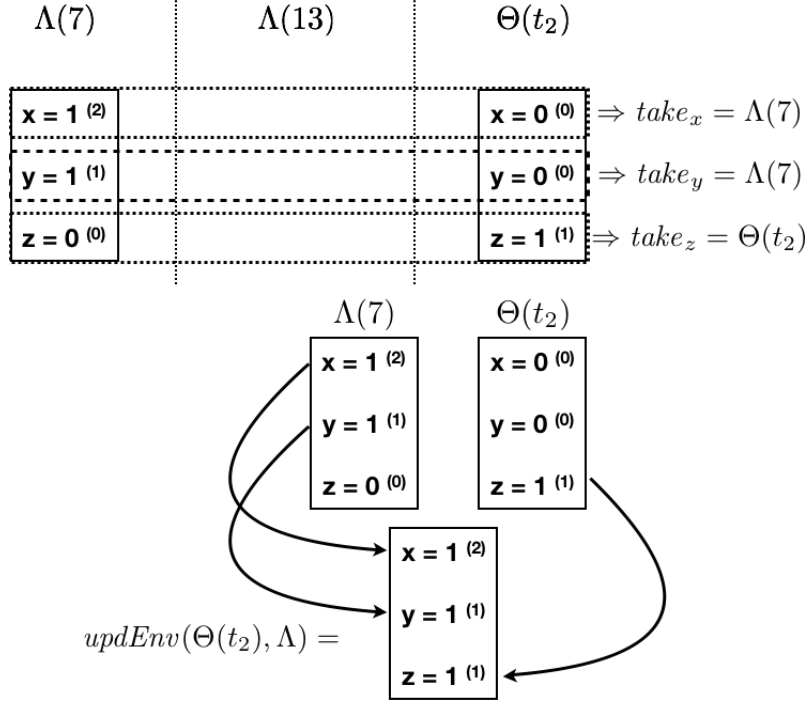 Λ(7) Λ(13) Θ(t₂)
x = 1 ⁽²⁾ x = 0 ⁽⁰⁾ ⇒ takeₓ = Λ(7)
y = 1 ⁽¹⁾ y = 0 ⁽⁰⁾ ⇒ take_y = Λ(7)
z = 0 ⁽⁰⁾ z = 1 ⁽¹⁾ ⇒ take_z = Θ(t₂)
Λ(7) Θ(t₂)
x = 1 ⁽²⁾ x = 0 ⁽⁰⁾
y = 1 ⁽¹⁾ y = 0 ⁽⁰⁾
z = 0 ⁽⁰⁾ z = 1 ⁽¹⁾
x = 1 ⁽²⁾
y = 1 ⁽¹⁾
updEnv(Θ(t₂), Λ) =
z = 1 ⁽¹⁾